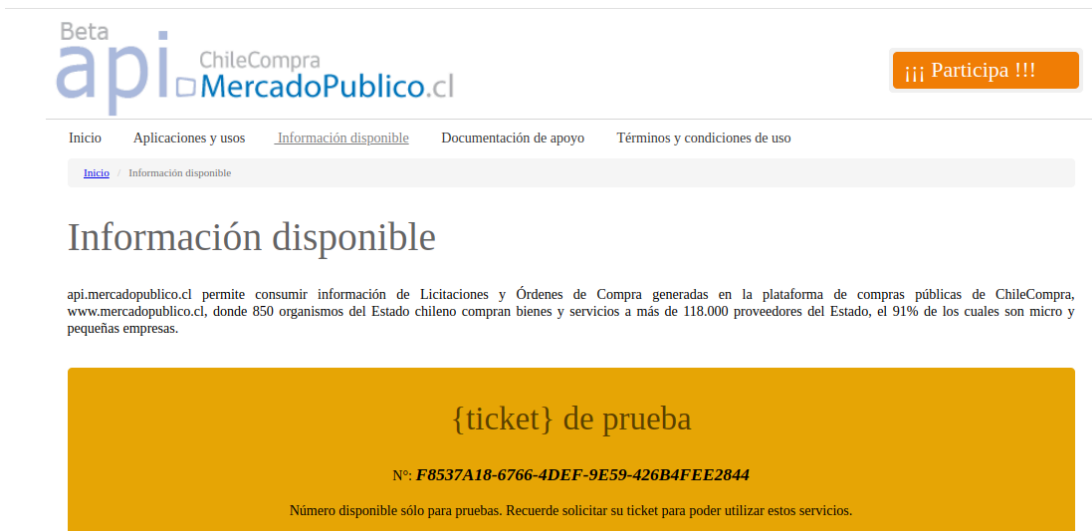 Beta
api ChileCompra
MercadoPublico.cl
¡¡¡ Participa !!!
Inicio Aplicaciones y usos Información disponible Documentación de apoyo Términos y condiciones de uso
Inicio / Información disponible
Información disponible
api.mercadopublico.cl permite consumir información de Licitaciones y Órdenes de Compra generadas en la plataforma de compras públicas de ChileCompra,
www.mercadopublico.cl, donde 850 organismos del Estado chileno compran bienes y servicios a más de 118.000 proveedores del Estado, el 91% de los cuales son micro y
pequeñas empresas.
{ticket} de prueba
N°: F8537A18-6766-4DEF-9E59-426B4FEE2844
Número disponible sólo para pruebas. Recuerde solicitar su ticket para poder utilizar estos servicios.